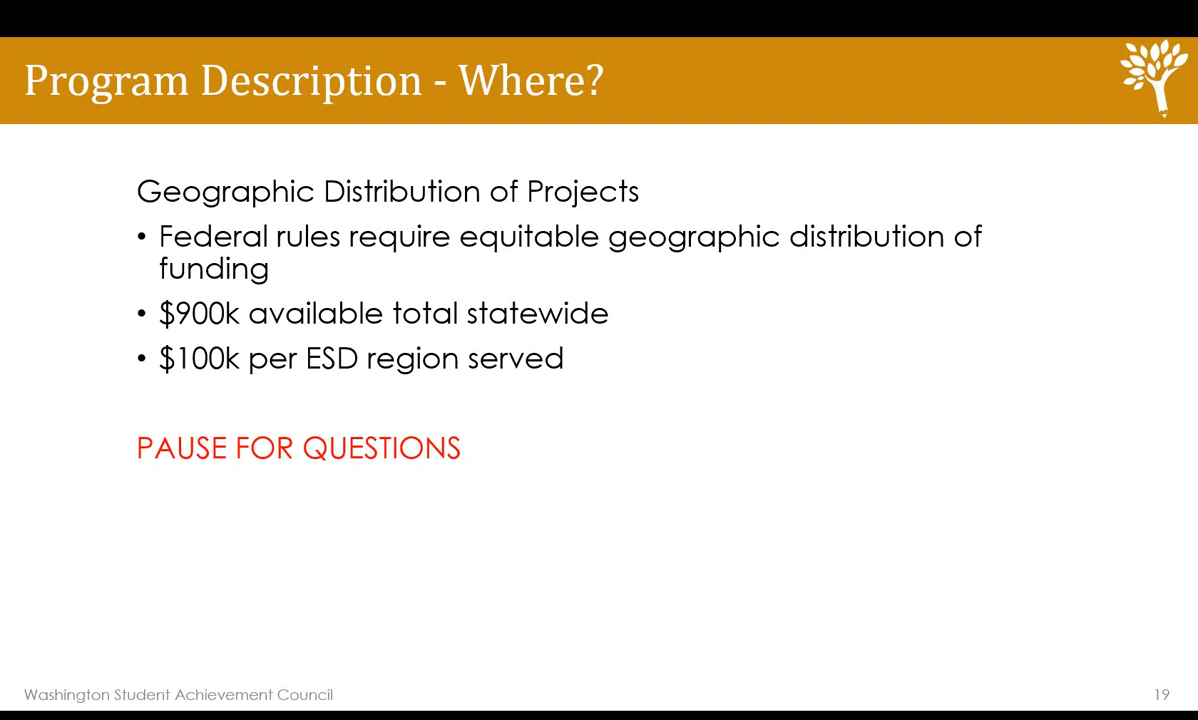 Program Description - Where?
Geographic Distribution of Projects
• Federal rules require equitable geographic distribution of
funding
• $900k available total statewide
• $100k per ESD region served
PAUSE FOR QUESTIONS
Washington Student Achievement Council
19